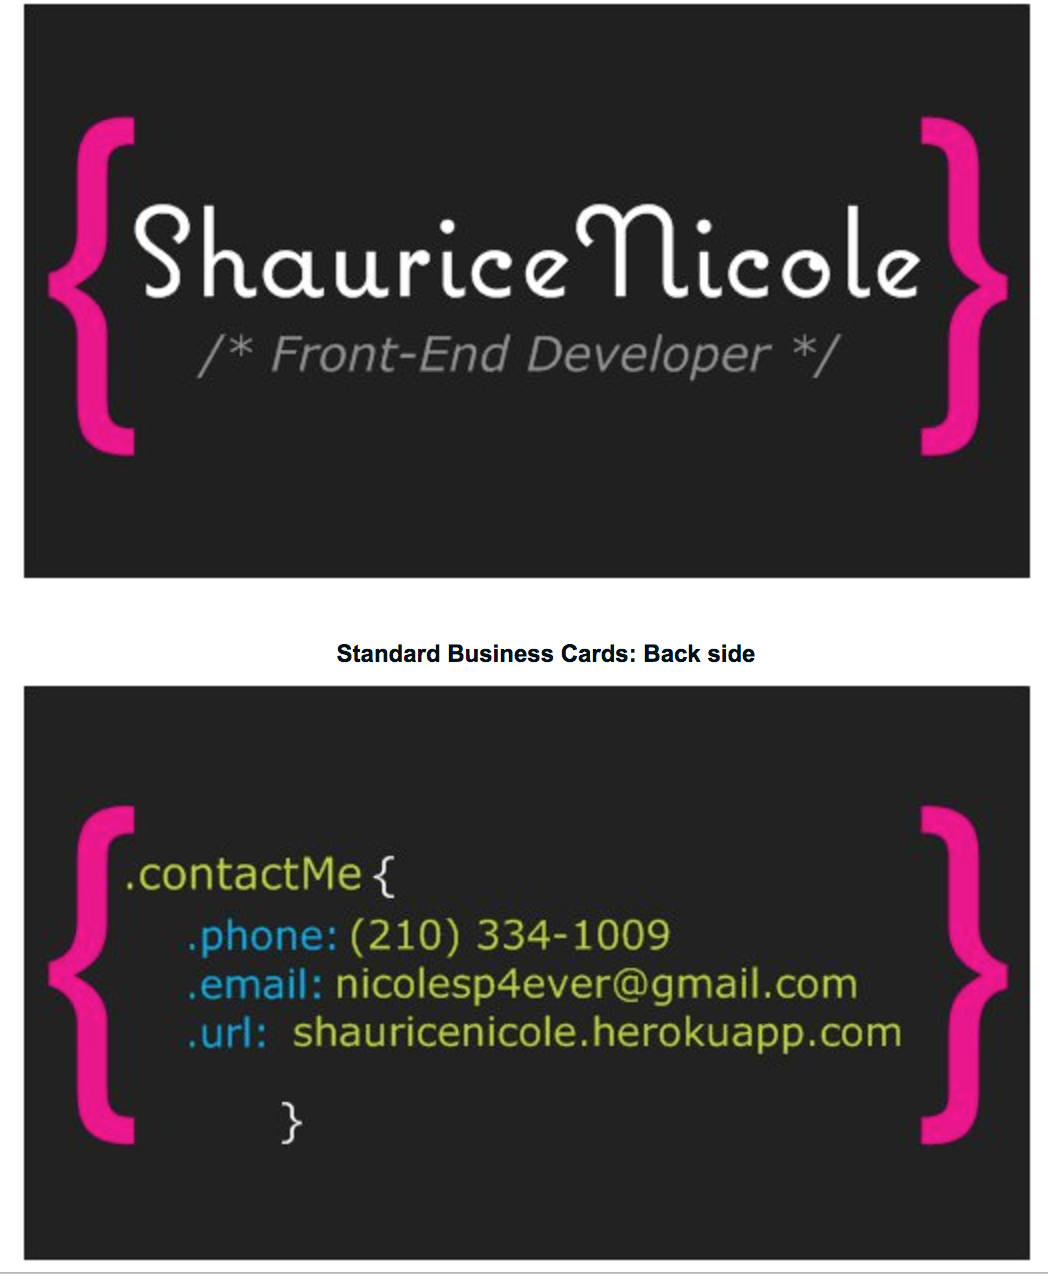 {ShauriceNicole}
/* Front-End Developer */
Standard Business Cards: Back side
{ }
.contactMe {
.phone: (210) 334-1009
.email: nicolesp4ever@gmail.com
.url: shauricenicole.herokuapp.com
}